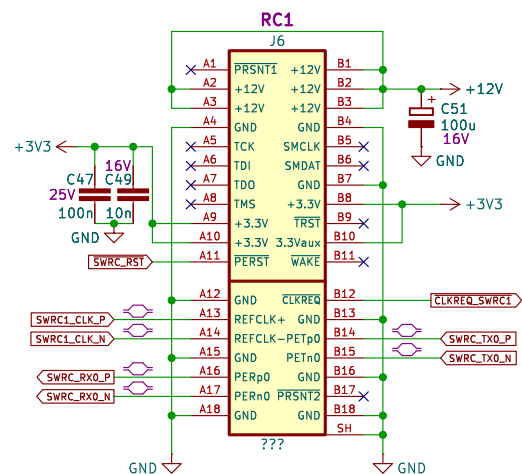 RC1
J6
A1 PRSNT1 +12V B1
A2 +12V +12V B2
+12V
A3 +12V +12V B3
C51
100u
16V
A4 GND GND B4
+3V3
A5 TCK SMCLK B5
GND
A6 TDI SMDAT B6
16V
C47 C49
25V
A7 TDO GND B7
A8 TMS +3.3V B8
+3V3
100n 10n
A9 +3.3V TRST B9
GND
A10 +3.3V 3.3Vaux B10
SWRC_RST
A11 PERST WAKE B11
A12 GND CLKREQ B12
CLKREQ_SWRC1
SWRC1_CLK_P
A13 REFCLK+ GND B13
SWRC1_CLK_N
A14 REFCLK- PETp0 B14
SWRC_TX0_P
A15 GND PETn0 B15
SWRC_TX0_N
SWRC_RX0_P
A16 PERp0 GND B16
SWRC_RX0_N
A17 PERn0 PRSNT2 B17
A18 GND GND B18
SH
???
GND
GND